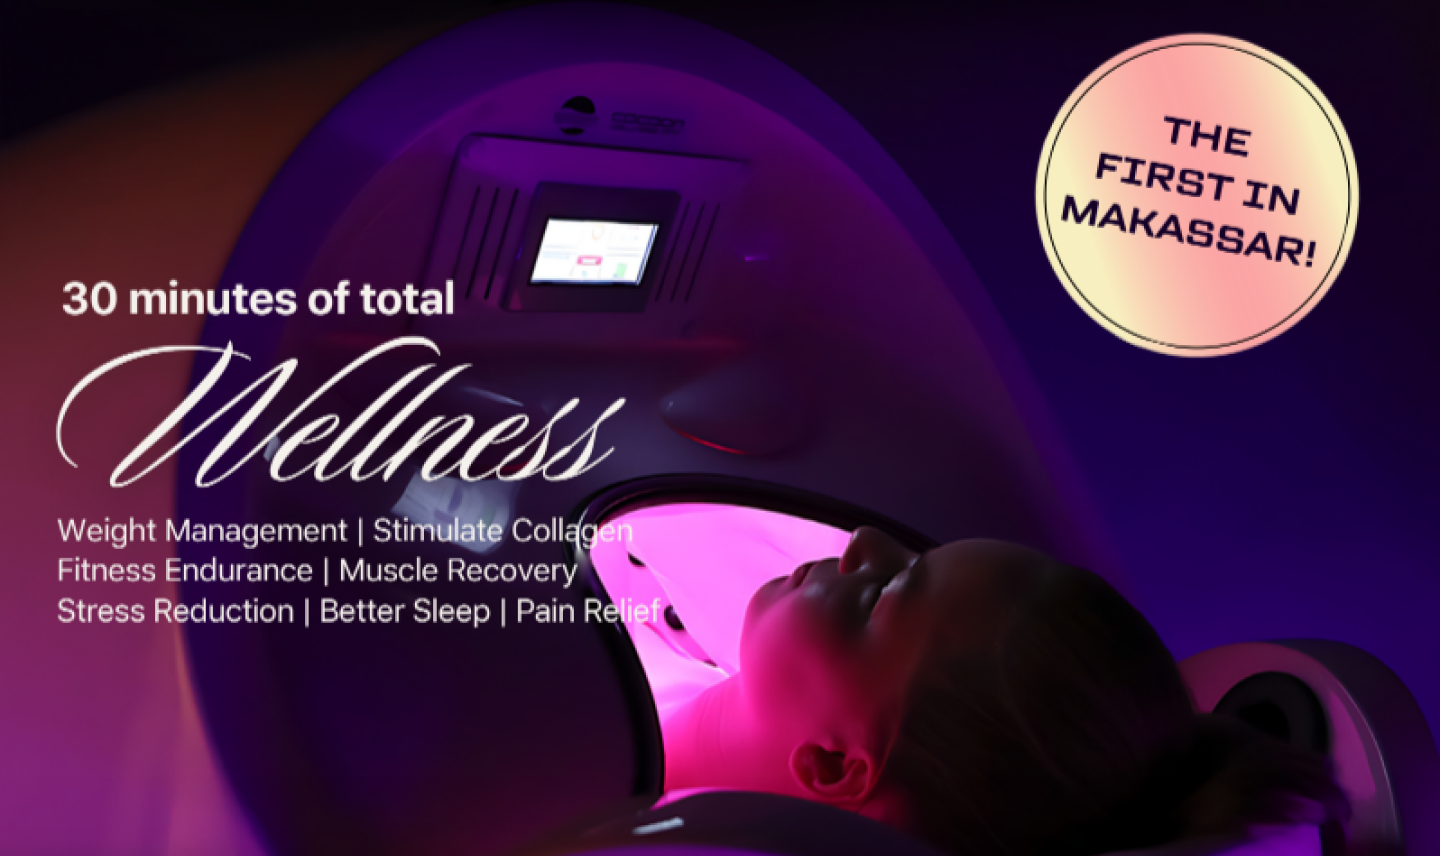 THE
FIRST IN
MAKASSAR!
30 minutes of total
Wellness
Weight Management | Stimulate Collagen
Fitness Endurance | Muscle Recovery
Stress Reduction | Better Sleep | Pain Relief